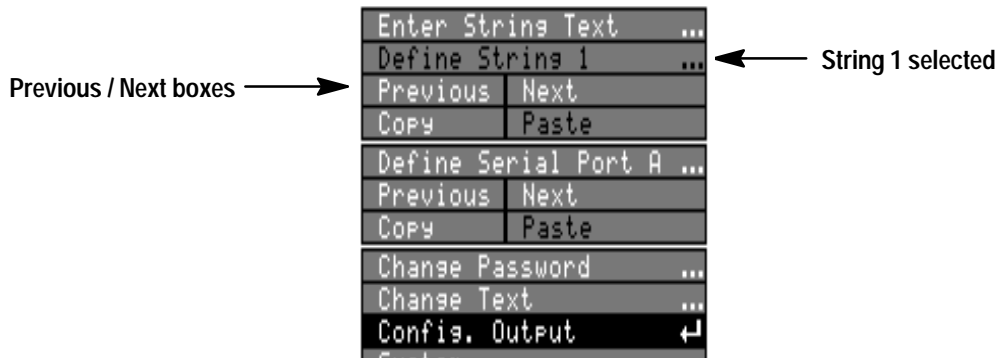 Enter String Text ...
Define String 1 ...
String 1 selected
Previous / Next boxes
Previous Next
Copy Paste
Define Serial Port A ...
Previous Next
Copy Paste
Change Password ...
Change Text ...
Config. Output ↵